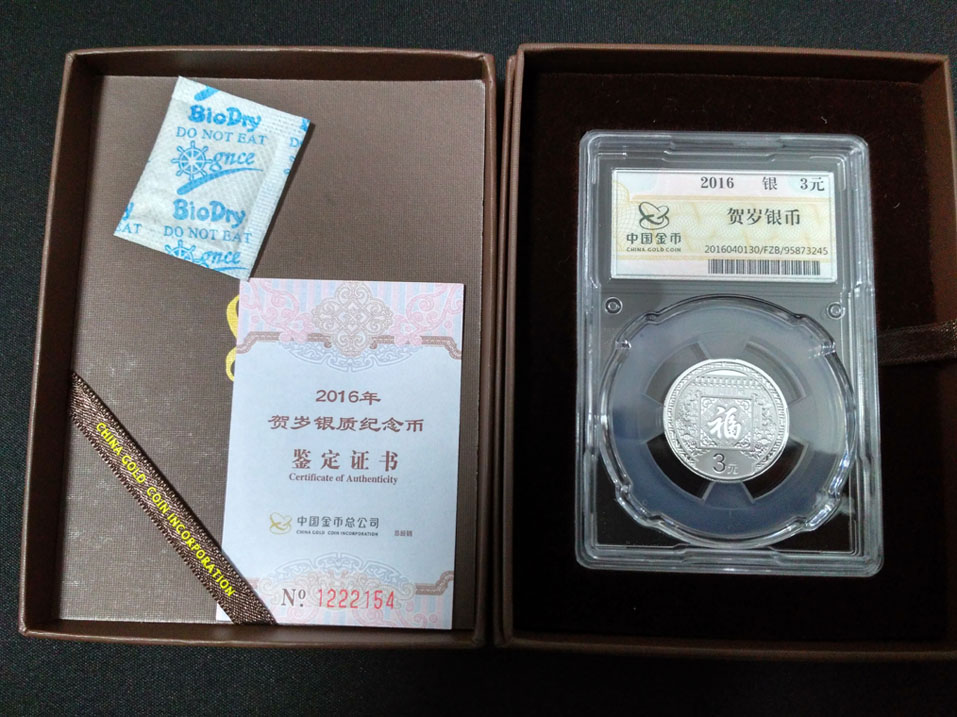 BioDry
DO NOT EAT
gnce
BioDry
DO NOT EAT
gnce
EAT
2016年
贺岁银质纪念币
鉴定证书
Certificate of Authenticity
中国金币总公司
CHINA GOLD COIN INCORPORATION
No. 1222154
CHINA GOLD COIN INCORPORATION
2016 银 3元
贺岁银币
中国金币
CHINA GOLD COIN
2016040130/FZB/95873245
福
3元